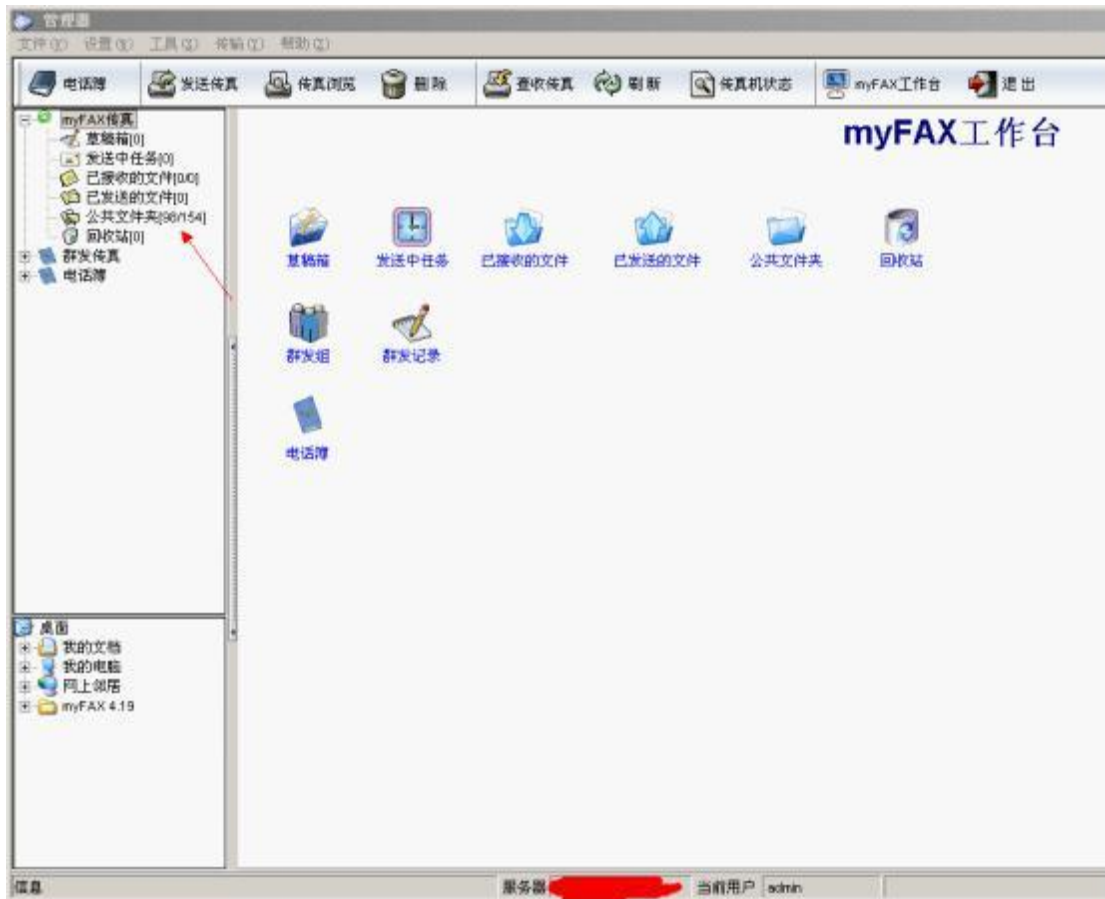 管理器
文件(F) 设置(W) 工具(Q) 传输(Y) 帮助(Z)
电话簿 发送传真 传真浏览 删除 查收传真 刷新 传真机状态 myFAX工作台 退出
myFAX传真
草稿箱[0]
发送中任务[0]
已接收的文件[0/0]
已发送的文件[0]
公共文件夹[98/154]
回收站[0]
群发传真
电话簿
myFAX工作台
草稿箱 发送中任务 已接收的文件 已发送的文件 公共文件夹 回收站
群发组 群发记录
电话簿
桌面
我的文档
我的电脑
网上邻居
myFAX 4.19
信息 服务器 当前用户 admin